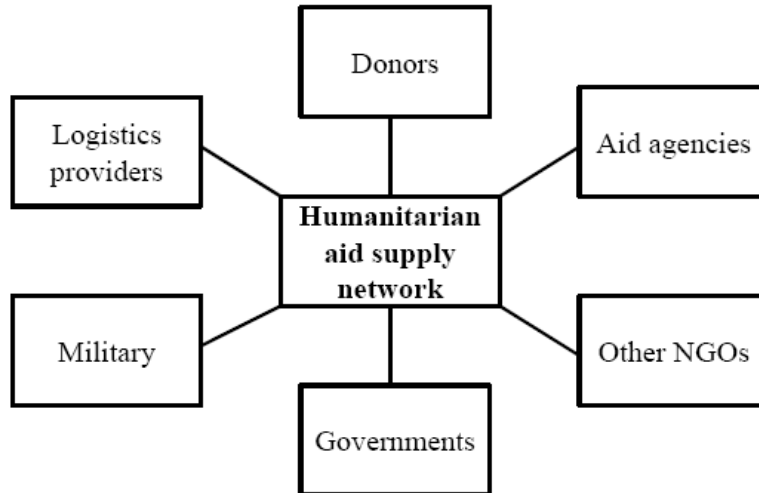 Donors
Logistics
providers
Aid agencies
Humanitarian
aid supply
network
Military
Other NGOs
Governments